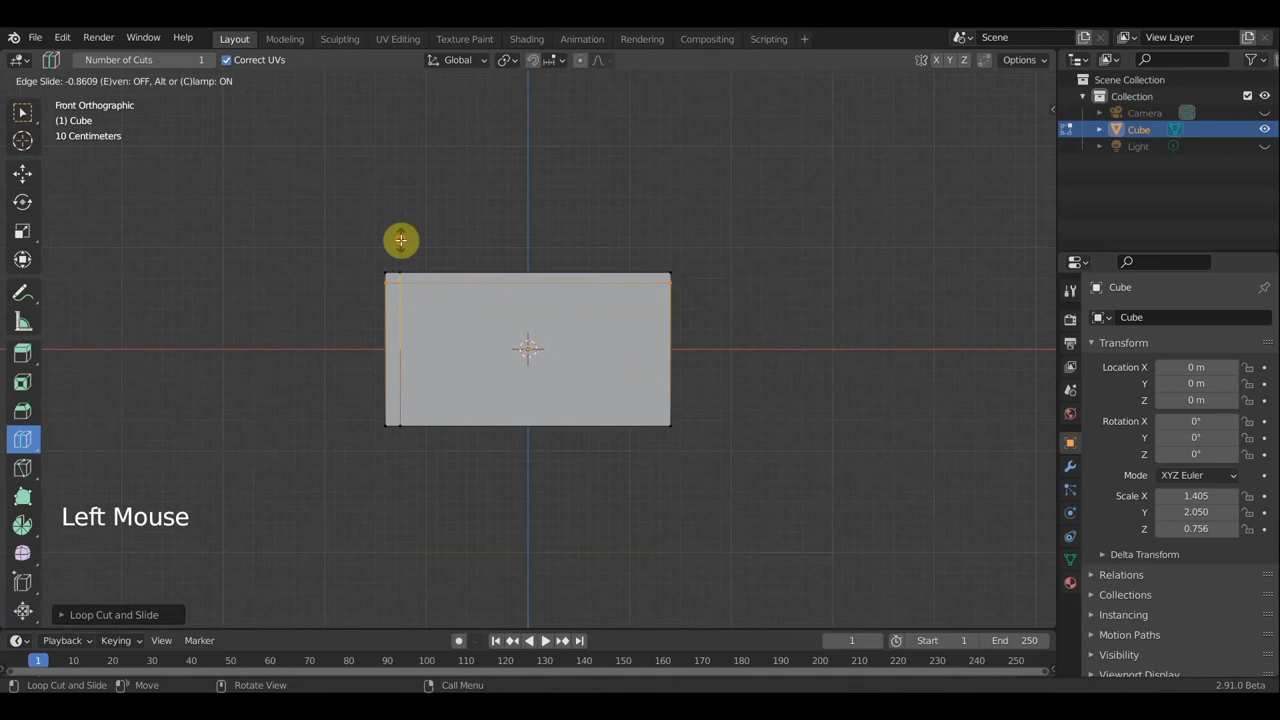 File Edit Render Window Help Layout Modeling Sculpting UV Editing Texture Paint Shading Animation Rendering Compositing Scripting + Scene View Layer
Number of Cuts 1 Correct UVs Global X Y Z Options
Edge Slide: -0.8609 (E)ven: OFF, Alt or (C)lamp: ON
Front Orthographic
(1) Cube
10 Centimeters
Left Mouse
Loop Cut and Slide
Scene Collection
Collection
Camera
Cube
Light
Cube
Cube
Transform
Location X 0 m
Y 0 m
Z 0 m
Rotation X 0°
Y 0°
Z 0°
Mode XYZ Euler
Scale X 1.405
Y 2.050
Z 0.756
Delta Transform
Relations
Collections
Instancing
Motion Paths
Visibility
Viewport Display
Playback Keying View Marker 1 Start 1 End 250
1 10 20 30 40 50 60 70 80 90 100 110 120 130 140 150 160 170 180 190 200 210 220 230 240 250
Loop Cut and Slide Move Rotate View Call Menu 2.91.0 Beta